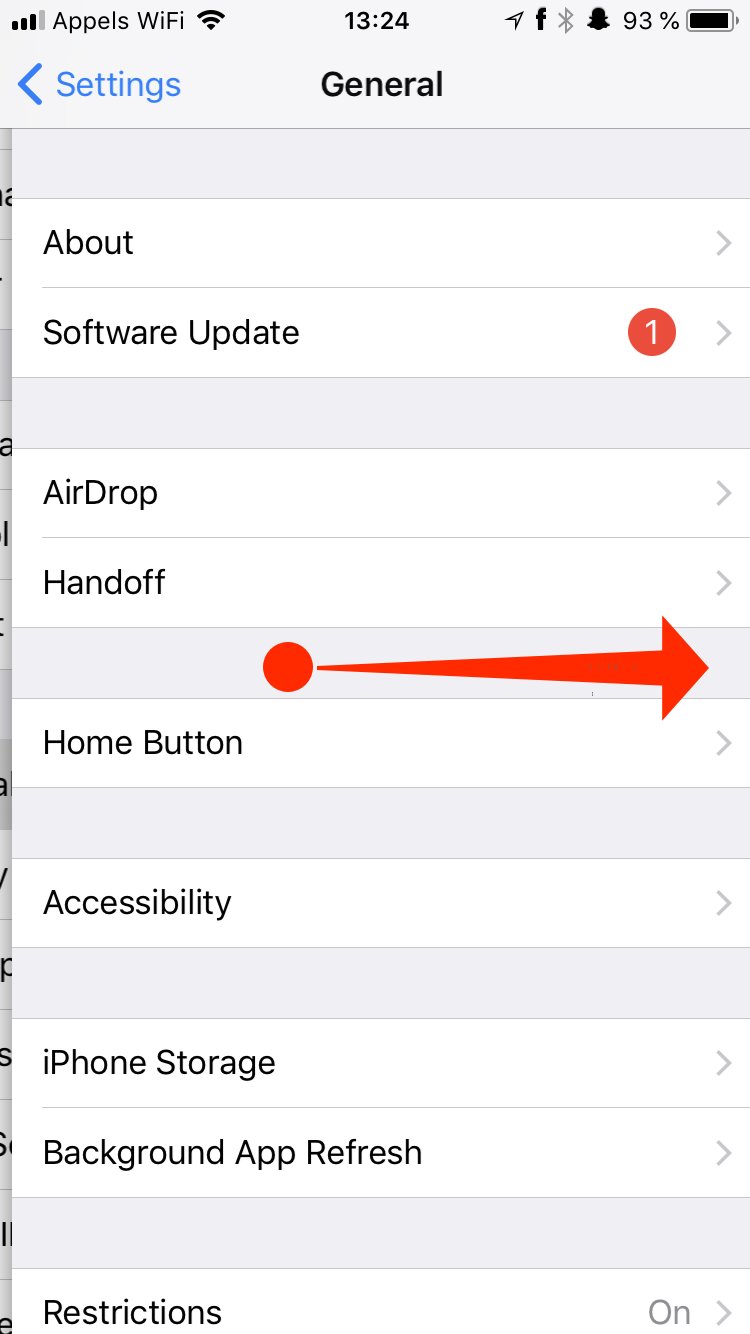 Appels WiFi 13:24 93 %
Settings General
About
Software Update 1
AirDrop
Handoff
Home Button
Accessibility
iPhone Storage
Background App Refresh
Restrictions On